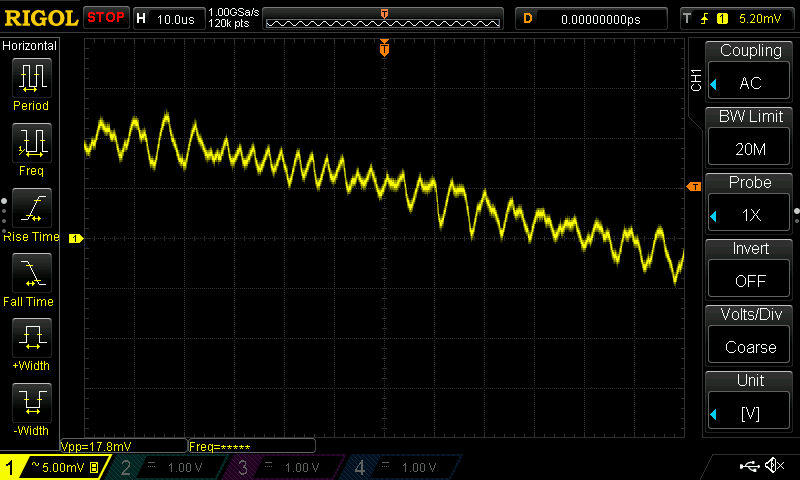 RIGOL STOP H 10.0us 1.00GSa/s 120k pts T D 0.00000000ps T 1 5.20mV
Horizontal
Period
Freq
Rise Time
Fall Time
+Width
-Width
T
T
1
CH1
Coupling
AC
BW Limit
20M
Probe
1X
Invert
OFF
Volts/Div
Coarse
Unit
[V]
Vpp=17.8mV Freq=*****
1 ~ 5.00mV B 2 1.00 V 3 1.00 V 4 1.00 V